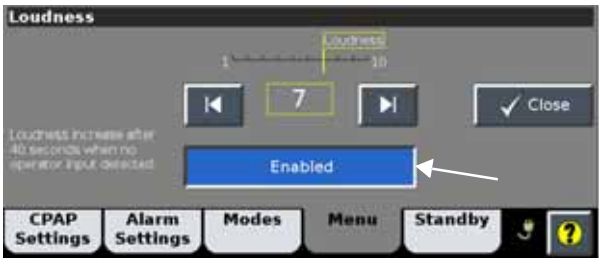 Loudness
Loudness
1 10
7
Close
Loudness increase after
40 seconds when no
operator input detected.
Enabled
CPAP Settings
Alarm Settings
Modes
Menu
Standby
?